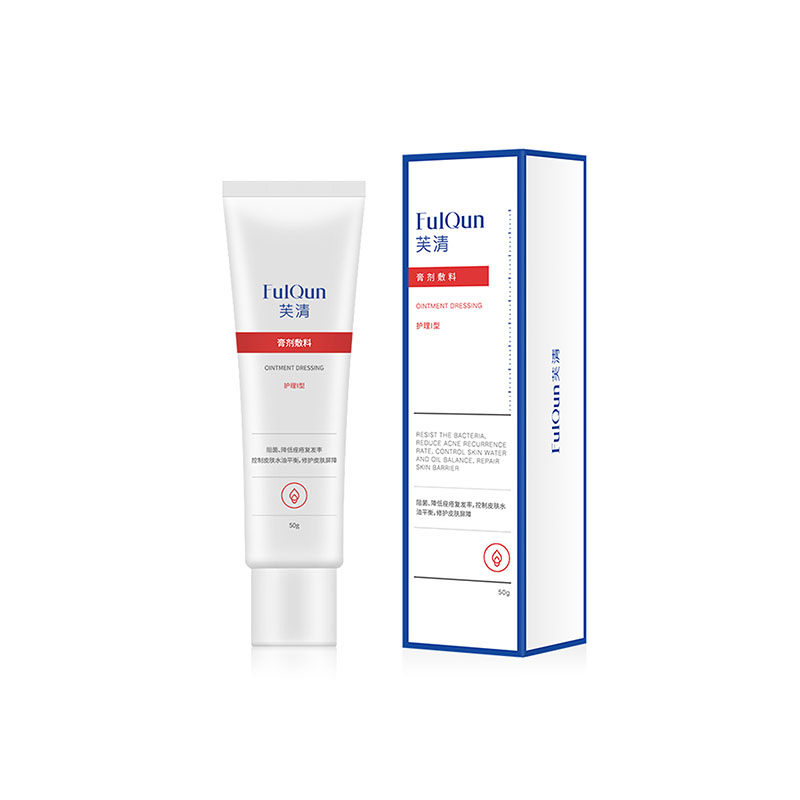 FulQun
芙清
膏剂敷料
OINTMENT DRESSING
护理I型
阻菌、降低痤疮复发率
控制皮肤水油平衡，修护皮肤屏障
50g
FulQun
芙清
膏剂敷料
OINTMENT DRESSING
护理I型
RESIST THE BACTERIA,
REDUCE ACNE RECURRENCE
RATE, CONTROL SKIN WATER
AND OIL BALANCE, REPAIR
SKIN BARRIER
阻菌、降低痤疮复发率，控制皮肤水
油平衡，修护皮肤屏障
50g
FulQun 芙清